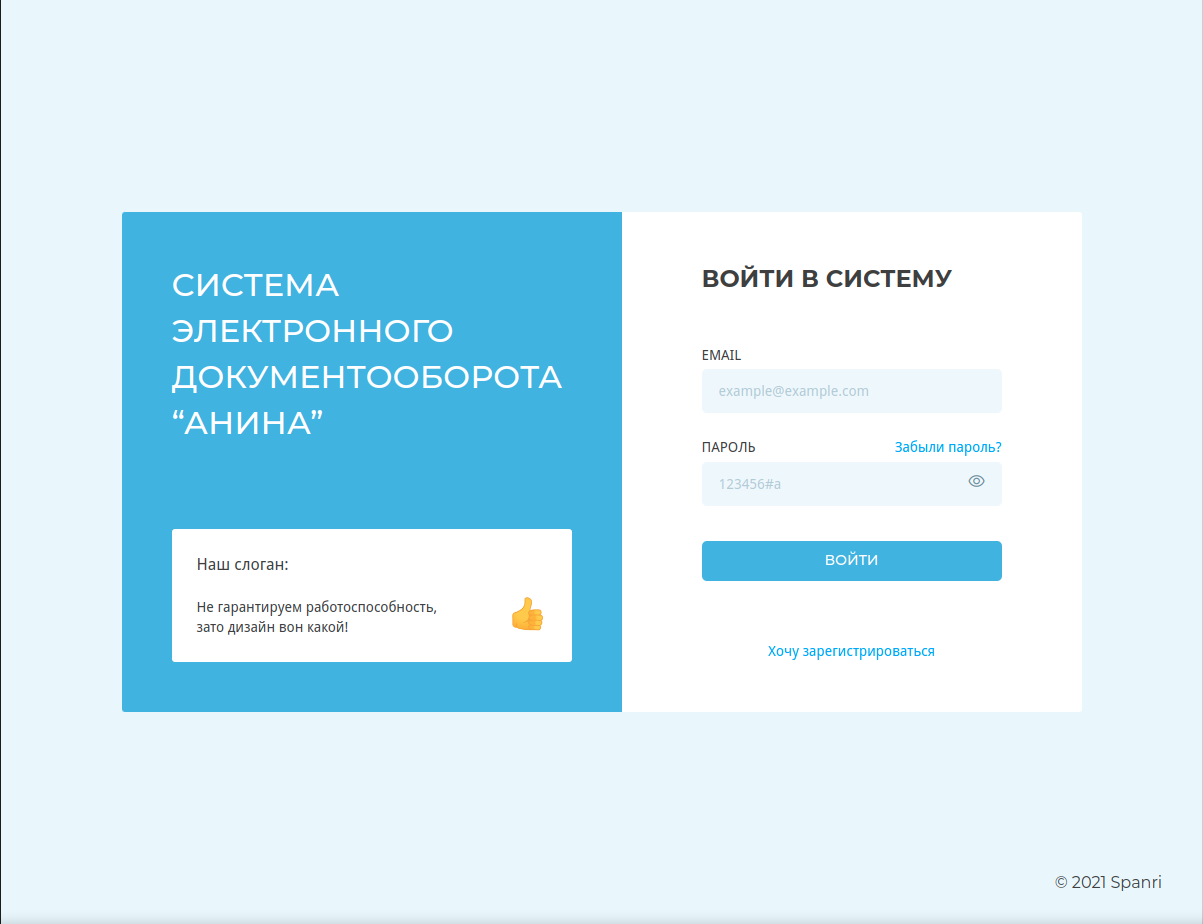 СИСТЕМА
ЭЛЕКТРОННОГО
ДОКУМЕНТООБОРОТА
“АНИНА”
Наш слоган:
Не гарантируем работоспособность,
зато дизайн вон какой!
ВОЙТИ В СИСТЕМУ
EMAIL
example@example.com
ПАРОЛЬ
Забыли пароль?
123456#a
ВОЙТИ
Хочу зарегистрироваться
© 2021 Spanri